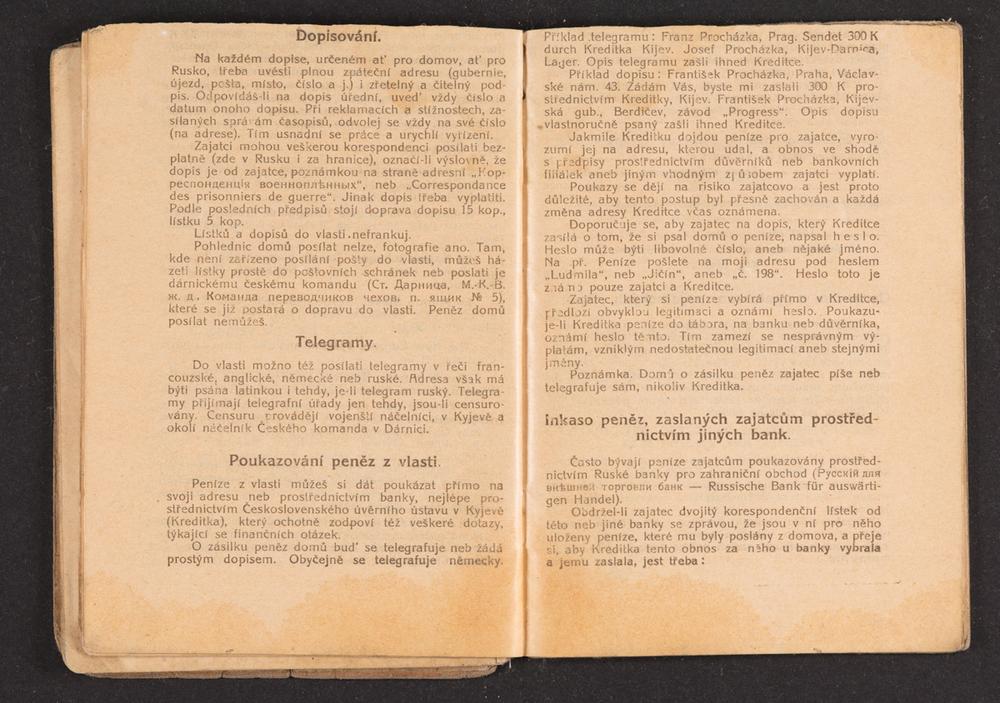 Dopisování.
Na každém dopise, určeném ať pro domov, ať pro
Rusko, třeba uvésti plnou zpáteční adresu (gubernie,
újezd, pošta, místo, číslo a j.) i zřetelný a čitelný pod-
pis. Odpovídáš-li na dopis úřední, uveď vždy číslo a
datum onoho dopisu. Při reklamacích a stížnostech, za-
sílaných správám časopisů, odvolej se vždy na své číslo
(na adrese). Tím usnadní se práce a urychlí vyřízení.
Zajatci mohou veškerou korespondenci posílati bez-
platně (zde v Rusku i za hranice), označí-li výslovně, že
dopis je od zajatce, poznámkou na straně adresní „Кор-
респонденція военноплѣнныхъ“, neb „Correspondance
des prisonniers de guerre“. Jinak dopis třeba vyplatiti.
Podle posledních předpisů stojí doprava dopisu 15 kop.,
lístku 5 kop.
Lístků a dopisů do vlasti nefrankuj.
Pohlednic domů posílat nelze, fotografie ano. Tam,
kde není zařízeno posílání pošty do vlasti, můžeš há-
zeti lístky prostě do poštovních schránek neb poslati je
dárnickému českému komandu (Ст. Дарница, М.-К.-В.
ж. д. Команда переводчиков чехов, п. ящик № 5),
které se již postará o dopravu do vlasti. Peněz domů
posílat nemůžeš.
Telegramy.
Do vlasti možno též posílati telegramy v řeči fran-
couzské, anglické, německé neb ruské. Adresa však má
býti psána latinkou i tehdy, je-li telegram ruský. Telegra-
my přijímají telegrafní úřady jen tehdy, jsou-li censuro-
vány. Censuru provádějí vojenští náčelníci, v Kyjevě a
okolí náčelník Českého komanda v Dárnici.
Poukazování peněz z vlasti.
Peníze z vlasti můžeš si dát poukázat přímo na
svoji adresu neb prostřednictvím banky, nejlépe pro-
střednictvím Československého úvěrního ústavu v Kyjevě
(Kreditka), který ochotně zodpoví též veškeré dotazy,
týkající se finančních otázek.
O zásilku peněz domů buď se telegrafuje neb žádá
prostým dopisem. Obyčejně se telegrafuje německy.
Příklad telegramu: Franz Procházka, Prag. Sendet 300 K
durch Kreditka Kijev. Josef Procházka, Kijev-Darnica,
Lager. Opis telegramu zašli ihned Kreditce.
Příklad dopisu: František Procházka, Praha, Václav-
ské nám. 43. Žádám Vás, byste mi zaslali 300 K pro-
střednictvím Kreditky, Kijev. František Procházka, Kijev-
ská gub., Berdičev, závod „Progress“. Opis dopisu
vlastnoručně psaný zašli ihned Kreditce.
Jakmile Kreditku dojdou peníze pro zajatce, vyro-
zumí jej na adresu, kterou udal, a obnos ve shodě
s předpisy prostřednictvím důvěrníků neb bankovních
filiálek aneb jiným vhodným způsobem zajatci vyplatí.
Poukazy se dějí na risiko zajatcovo a jest proto
důležité, aby tento postup byl přesně zachován a každá
změna adresy Kreditce včas oznámena.
Doporučuje se, aby zajatec na dopis, který Kreditce
zasílá o tom, že si psal domů o peníze, napsal heslo.
Heslo může býti libovolné číslo, aneb nějaké jméno.
Na př. Peníze pošlete na moji adresu pod heslem
„Ludmila“, neb „Jičín“, aneb „č. 198“. Heslo toto je
známo pouze zajatci a Kreditce.
Zajatec, který si peníze vybírá přímo v Kreditce,
předloží obvyklou legitimaci a oznámí heslo. Poukazu-
je-li Kreditka peníze do tábora, na banku neb důvěrníka,
oznámí heslo těmto. Tím zamezí se nesprávným vý-
platám, vzniklým nedostatečnou legitimací aneb stejnými
jmény.
Poznámka. Domů o zásilku peněz zajatec píše neb
telegrafuje sám, nikoliv Kreditka.
Inkaso peněz, zaslaných zajatcům prostřed-
nictvím jiných bank.
Často bývají peníze zajatcům poukazovány prostřed-
nictvím Ruské banky pro zahraniční obchod (Русскій для
внѣшней торговли банк — Russische Bank für auswärti-
gen Handel).
Obdržel-li zajatec dvojitý korespondenční lístek od
této neb jiné banky se zprávou, že jsou v ní pro něho
uloženy peníze, které mu byly poslány z domova, a přeje
si, aby Kreditka tento obnos za něho u banky vybrala
a jemu zaslala, jest třeba: